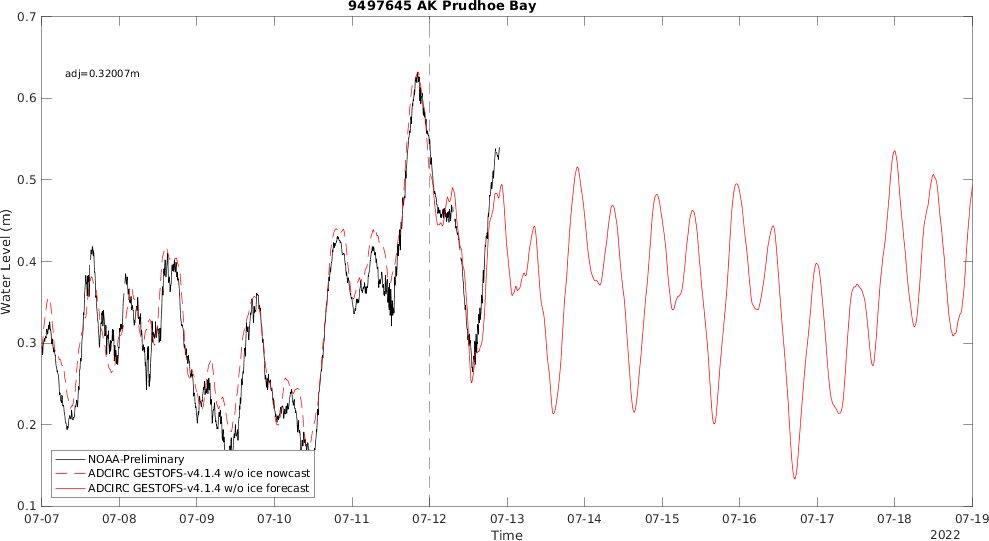 9497645 AK Prudhoe Bay
0.7
adj=0.32007m
0.6
0.5
0.4
0.3
0.2
0.1
Water Level (m)
NOAA-Preliminary
ADCIRC GESTOFS-v4.1.4 w/o ice nowcast
ADCIRC GESTOFS-v4.1.4 w/o ice forecast
07-07 07-08 07-09 07-10 07-11 07-12 07-13 07-14 07-15 07-16 07-17 07-18 07-19
Time
2022